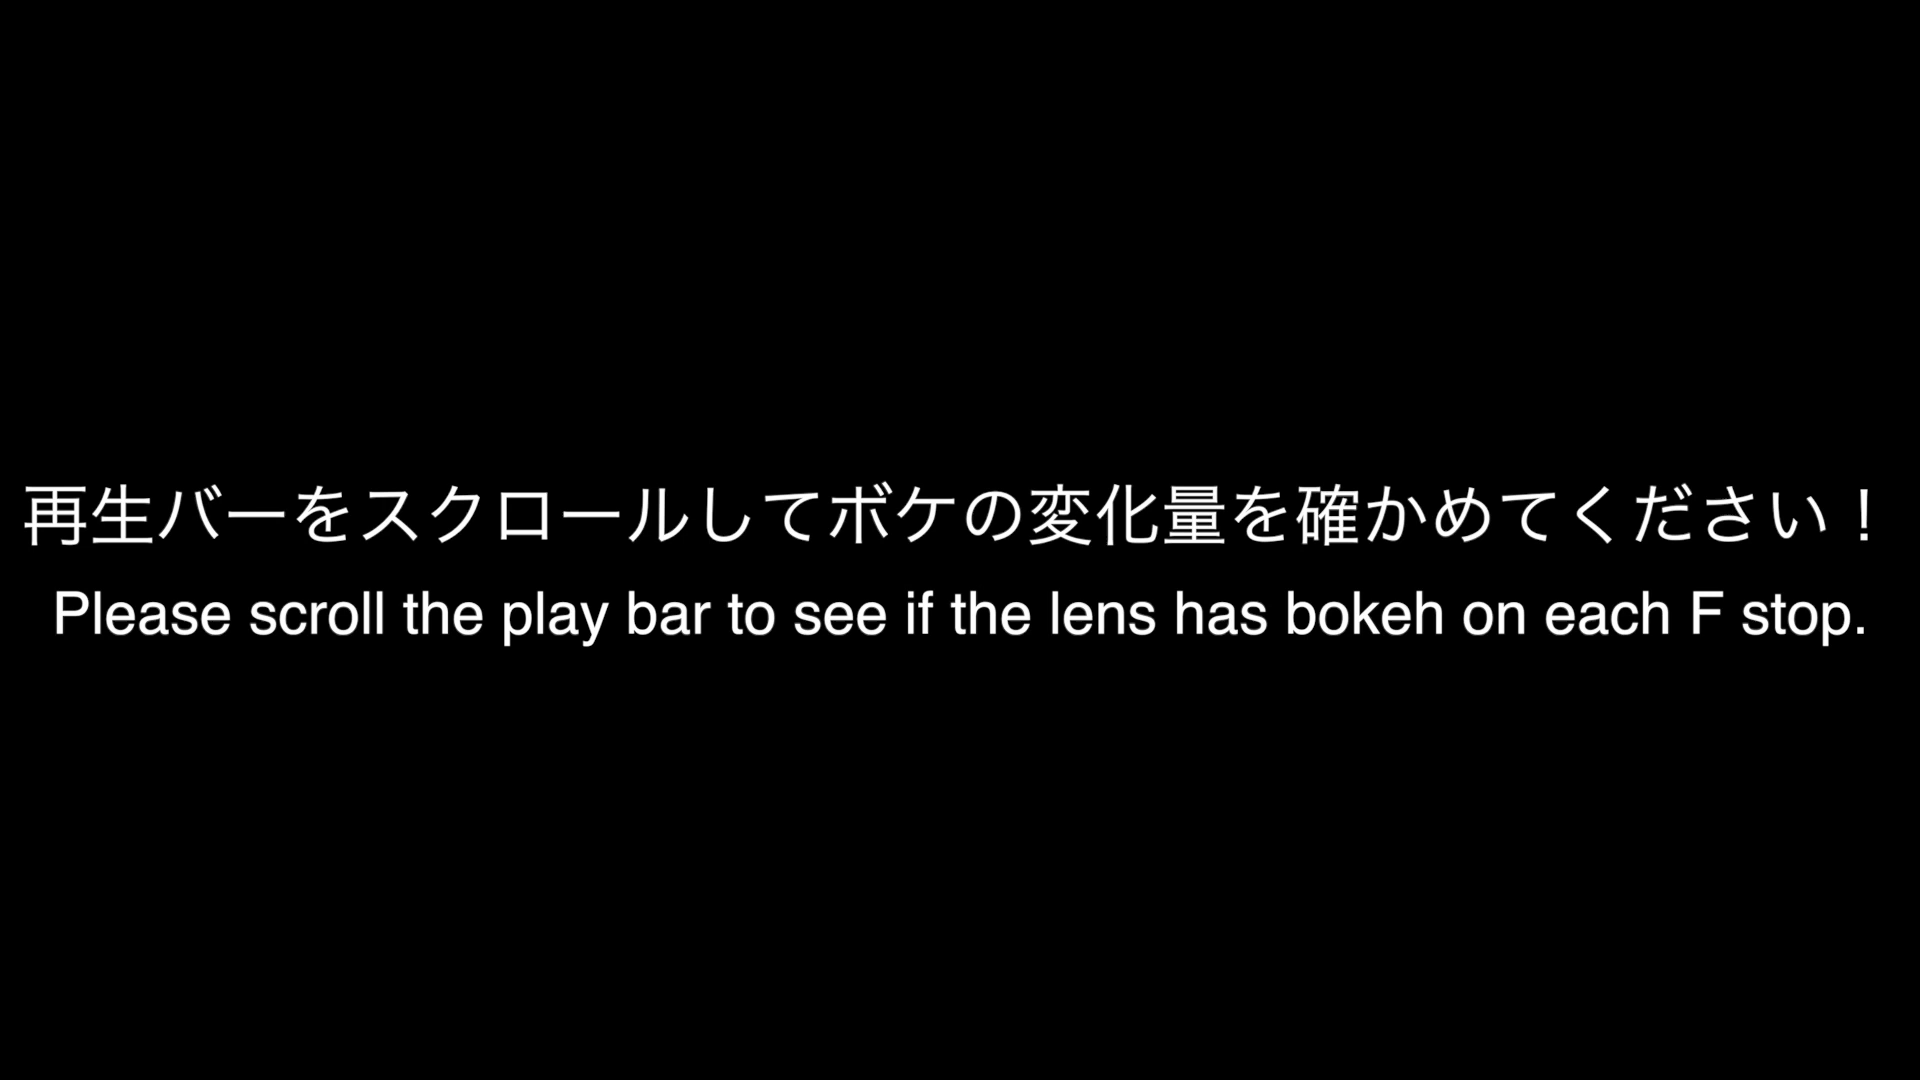 再生バーをスクロールしてボケの変化量を確かめてください！
Please scroll the play bar to see if the lens has bokeh on each F stop.